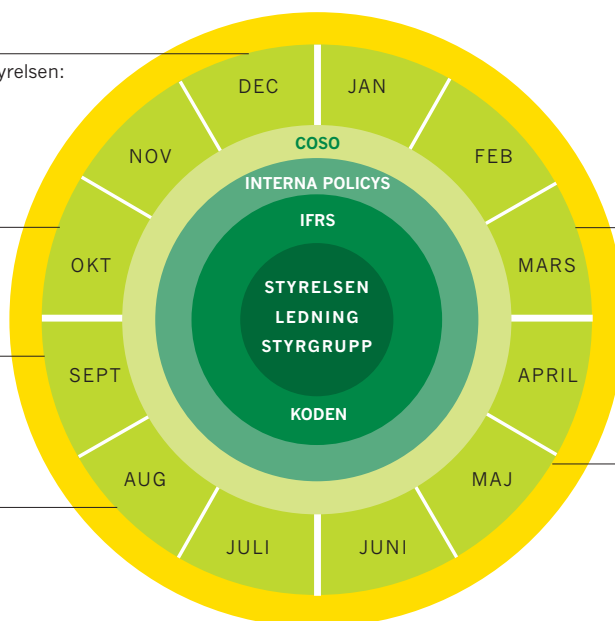 yrelsen:
DEC
JAN
NOV
FEB
COSO
INTERNA POLICYS
IFRS
OKT
MARS
STYRELSEN
LEDNING
STYRGRUPP
SEPT
APRIL
KODEN
AUG
MAJ
JULI
JUNI